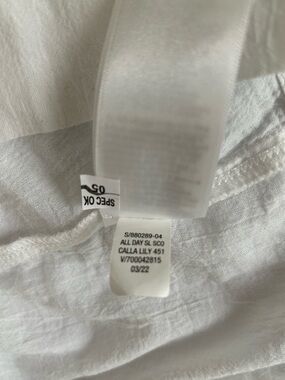 SPEC OK
05
S/880289-04
ALL DAY SL SCO
CALLA LILY 451
V/700042815
03/22